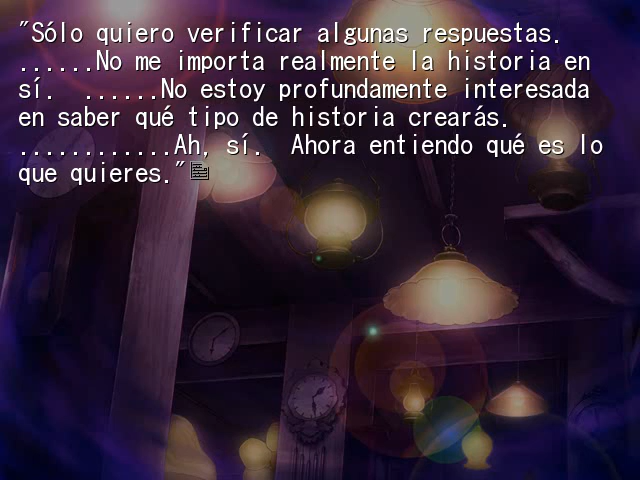 "Sólo quiero verificar algunas respuestas.
......No me importa realmente la historia en
sí.  ......No estoy profundamente interesada
en saber qué tipo de historia crearás.
............Ah, sí.  Ahora entiendo qué es lo
que quieres."